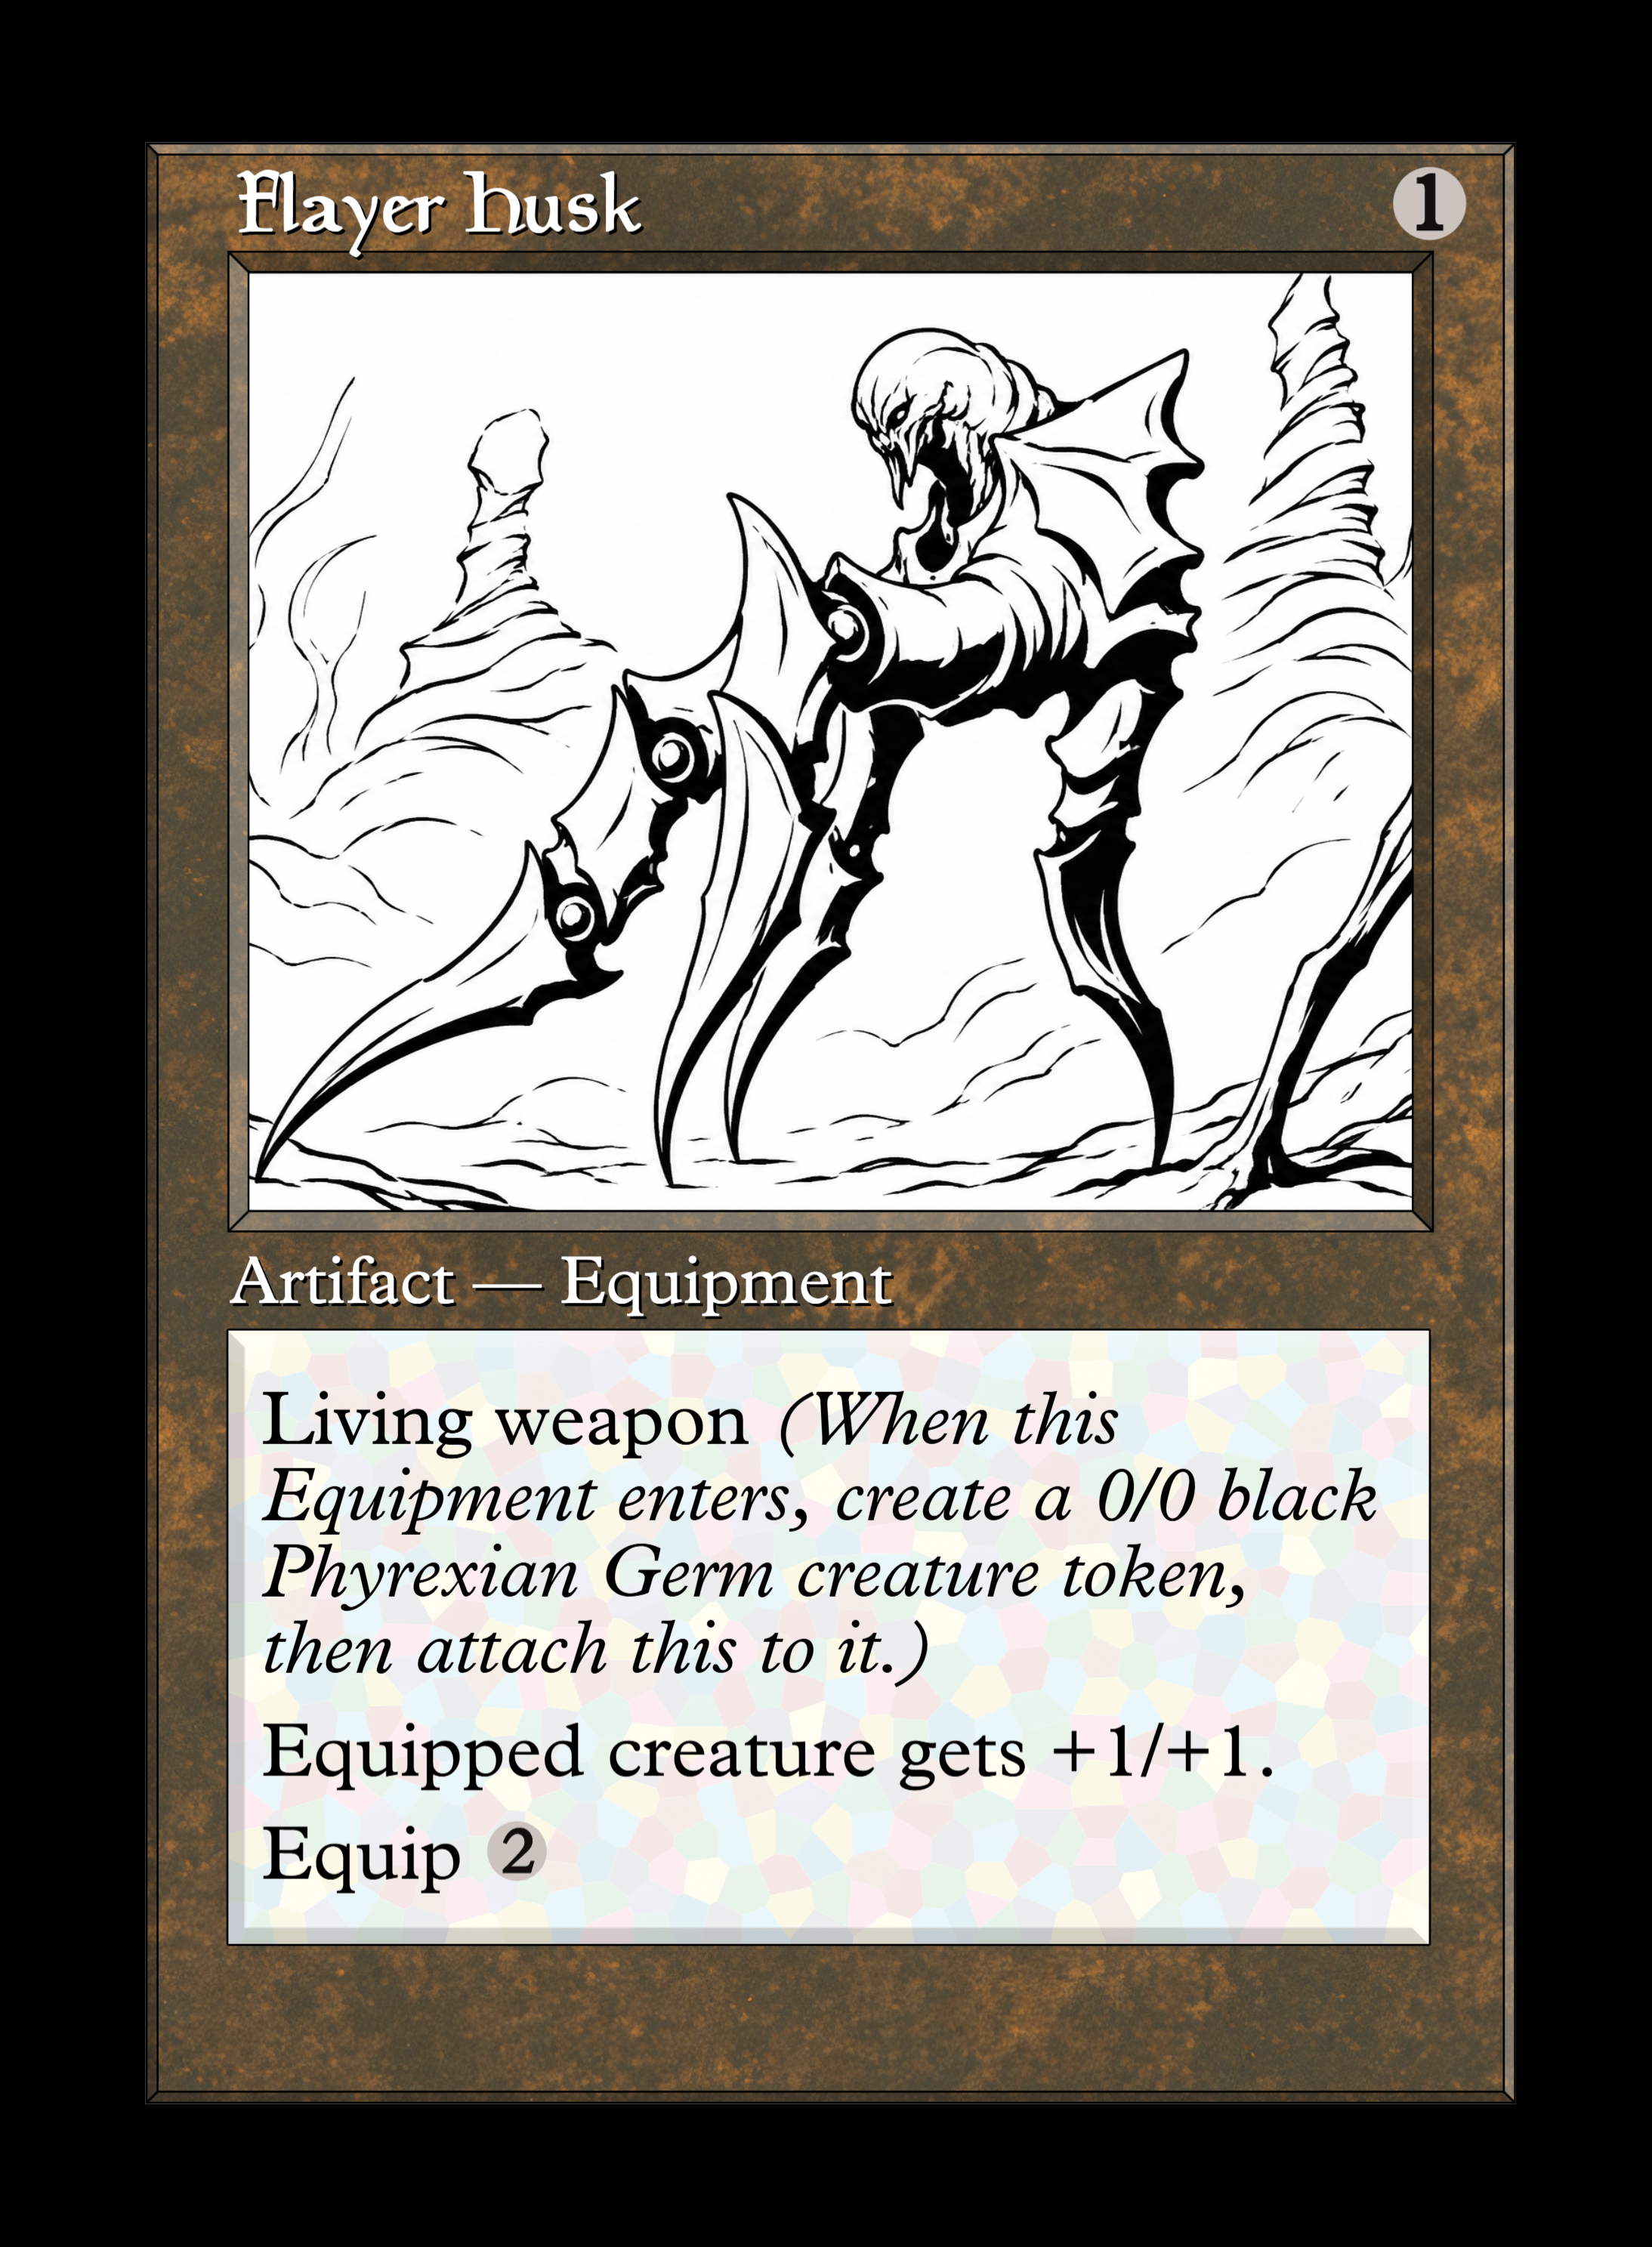 Flayer Husk
1
Artifact — Equipment
Living weapon (When this
Equipment enters, create a 0/0 black
Phyrexian Germ creature token,
then attach this to it.)
Equipped creature gets +1/+1.
Equip 2